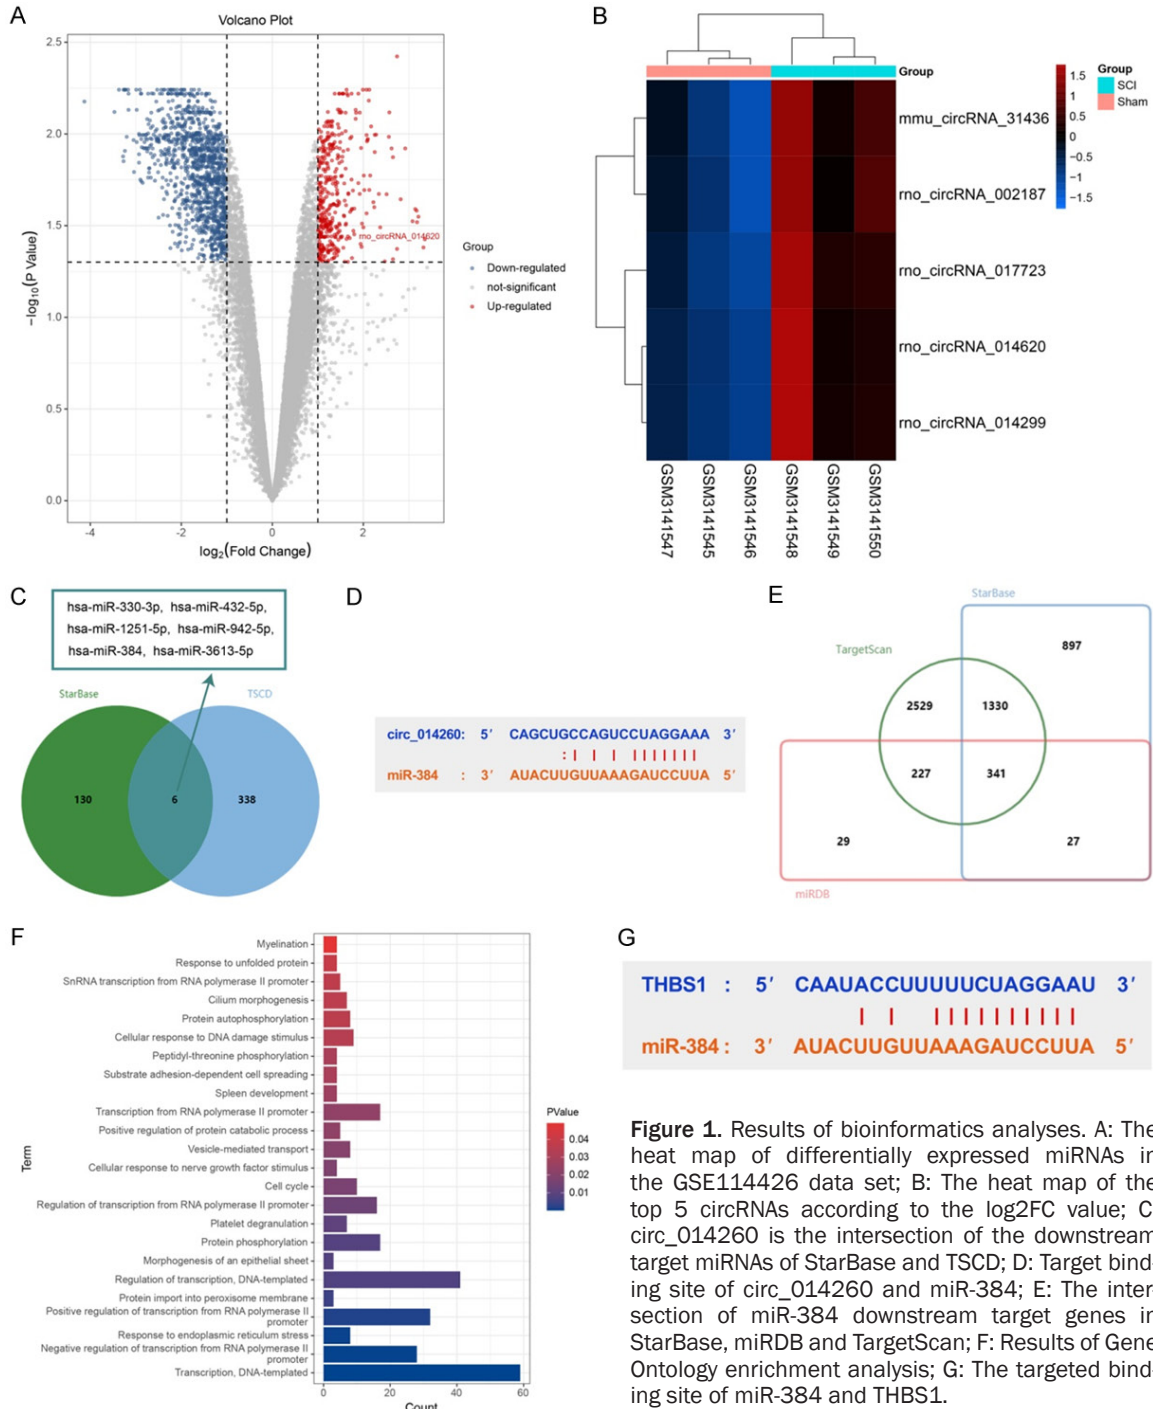 A
Volcano Plot
2.5
2.0
1.5
1.0
0.5
0.0
-4
-2
0
2
−log10(P Value)
log2(Fold Change)
rno_circRNA_014620
Group
Down-regulated
not-significant
Up-regulated
B
Group
mmu_circRNA_31436
rno_circRNA_002187
rno_circRNA_017723
rno_circRNA_014620
rno_circRNA_014299
GSM3141547
GSM3141545
GSM3141546
GSM3141548
GSM3141549
GSM3141550
1.5
1
0.5
0
−0.5
−1
−1.5
Group
SCI
Sham
C
hsa-miR-330-3p, hsa-miR-432-5p,
hsa-miR-1251-5p, hsa-miR-942-5p,
hsa-miR-384, hsa-miR-3613-5p
StarBase
TSCD
130
6
338
D
circ_014260: 5′ CAGCUGCCAGUCCUAGGAAA 3′
miR-384 : 3′ AUACUUGUUAAAGAUCCUUA 5′
E
StarBase
TargetScan
897
2529
1330
227
341
29
27
miRDB
F
Term
Myelination
Response to unfolded protein
SnRNA transcription from RNA polymerase II promoter
Cilium morphogenesis
Protein autophosphorylation
Cellular response to DNA damage stimulus
Peptidyl-threonine phosphorylation
Substrate adhesion-dependent cell spreading
Spleen development
Transcription from RNA polymerase II promoter
Positive regulation of protein catabolic process
Vesicle-mediated transport
Cellular response to nerve growth factor stimulus
Cell cycle
Regulation of transcription from RNA polymerase II promoter
Platelet degranulation
Protein phosphorylation
Morphogenesis of an epithelial sheet
Regulation of transcription, DNA-templated
Protein import into peroxisome membrane
Positive regulation of transcription from RNA polymerase II
promoter
Response to endoplasmic reticulum stress
Negative regulation of transcription from RNA polymerase II
promoter
Transcription, DNA-templated
0
20
40
60
Count
PValue
0.04
0.03
0.02
0.01
G
THBS1 : 5′ CAAUACCUUUUUCUAGGAAU 3′
miR-384 : 3′ AUACUUGUUAAAGAUCCUUA 5′
Figure 1. Results of bioinformatics analyses. A: The
heat map of differentially expressed miRNAs in
the GSE114426 data set; B: The heat map of the
top 5 circRNAs according to the log2FC value; C:
circ_014260 is the intersection of the downstream
target miRNAs of StarBase and TSCD; D: Target bind-
ing site of circ_014260 and miR-384; E: The inter-
section of miR-384 downstream target genes in
StarBase, miRDB and TargetScan; F: Results of Gene
Ontology enrichment analysis; G: The targeted bind-
ing site of miR-384 and THBS1.